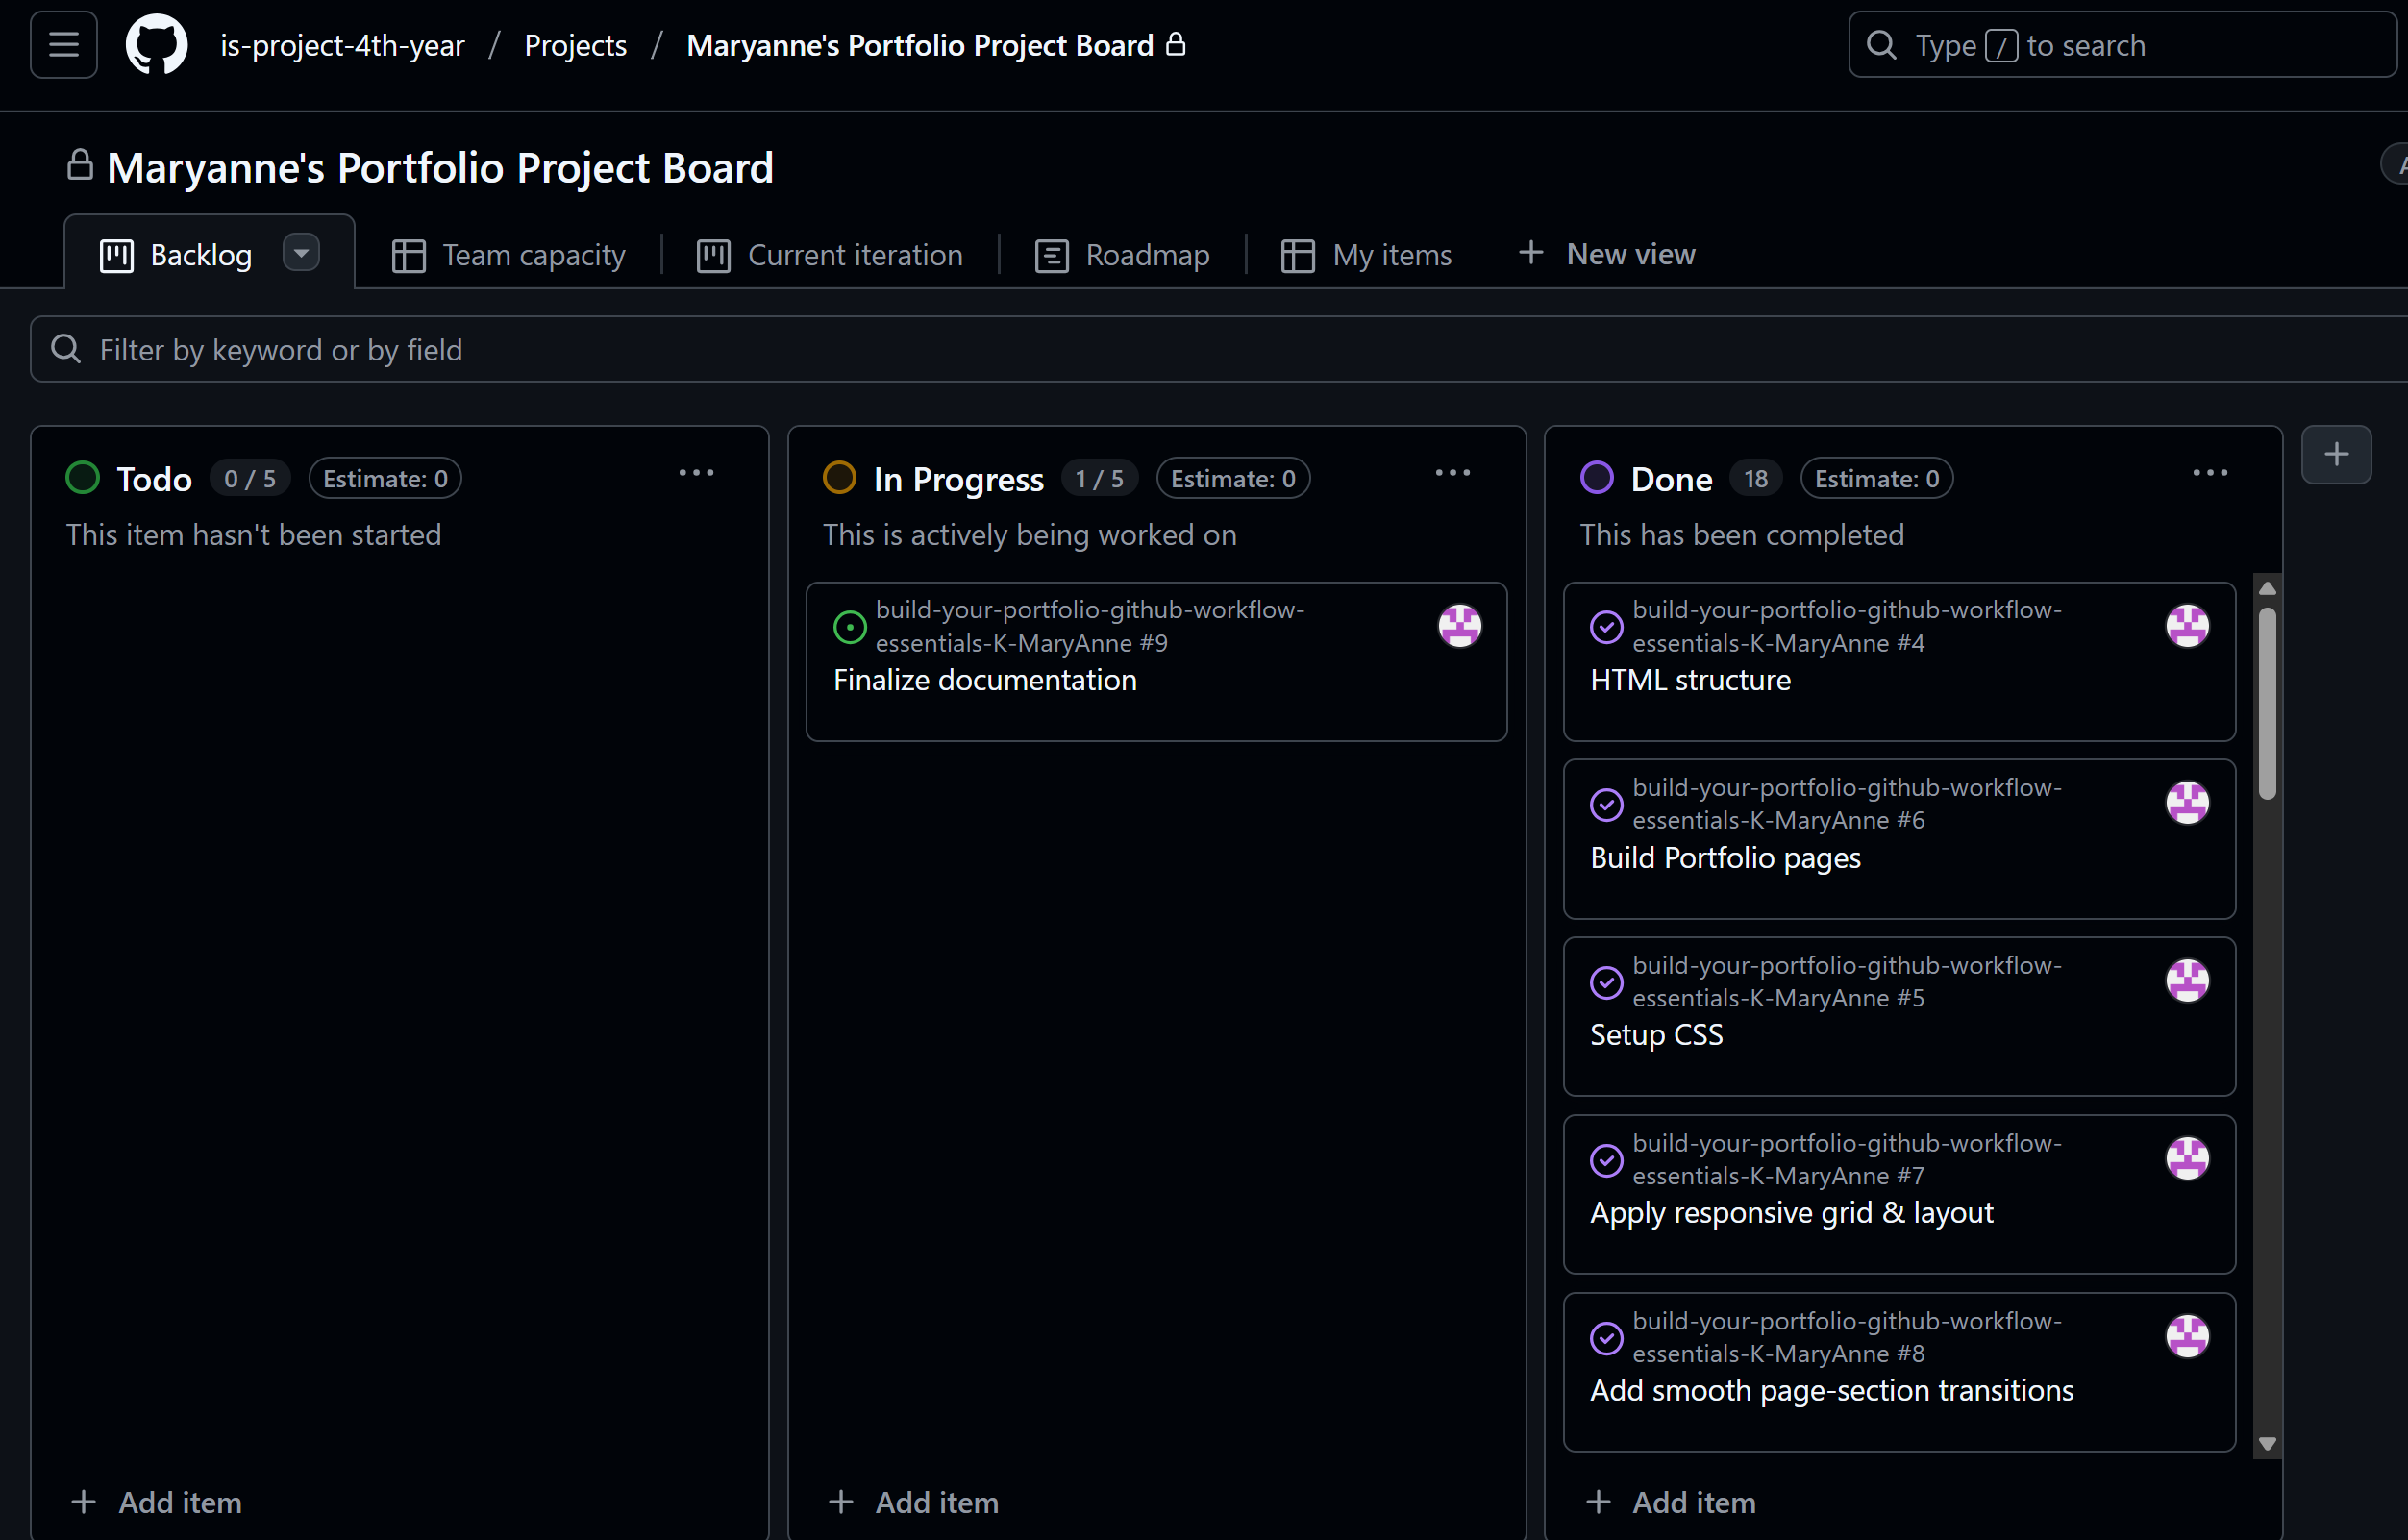 is-project-4th-year / Projects / Maryanne's Portfolio Project Board
Type / to search
Maryanne's Portfolio Project Board
Backlog
Team capacity
Current iteration
Roadmap
My items
New view
Filter by keyword or by field
Todo 0 / 5 Estimate: 0
This item hasn't been started
Add item
In Progress 1 / 5 Estimate: 0
This is actively being worked on
build-your-portfolio-github-workflow-
essentials-K-MaryAnne #9
Finalize documentation
Add item
Done 18 Estimate: 0
This has been completed
build-your-portfolio-github-workflow-
essentials-K-MaryAnne #4
HTML structure
build-your-portfolio-github-workflow-
essentials-K-MaryAnne #6
Build Portfolio pages
build-your-portfolio-github-workflow-
essentials-K-MaryAnne #5
Setup CSS
build-your-portfolio-github-workflow-
essentials-K-MaryAnne #7
Apply responsive grid & layout
build-your-portfolio-github-workflow-
essentials-K-MaryAnne #8
Add smooth page-section transitions
Add item